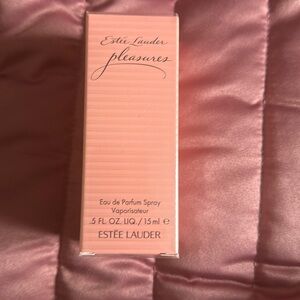 Estée Lauder
pleasures
Eau de Parfum Spray
Vaporisateur
.5 FL. OZ. LIQ. / 15 ml ℮
ESTĒE LAUDER